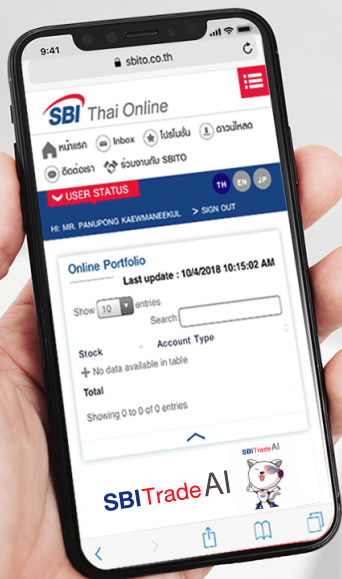 9:41
sbito.co.th
SBI Thai Online
หน้าแรก Inbox โปรโมชั่น ดาวน์โหลด
ติดต่อเรา ร่วมงานกับ SBITO
USER STATUS
TH EN JP
HI: MR. PANUPONG KAEWMANEEKUL > SIGN OUT
Online Portfolio
Last update : 10/4/2018 10:15:02 AM
Show 10 entries
Search:
Stock Account Type
No data available in table
Total
Showing 0 to 0 of 0 entries
SBITrade AI
SBITrade AI